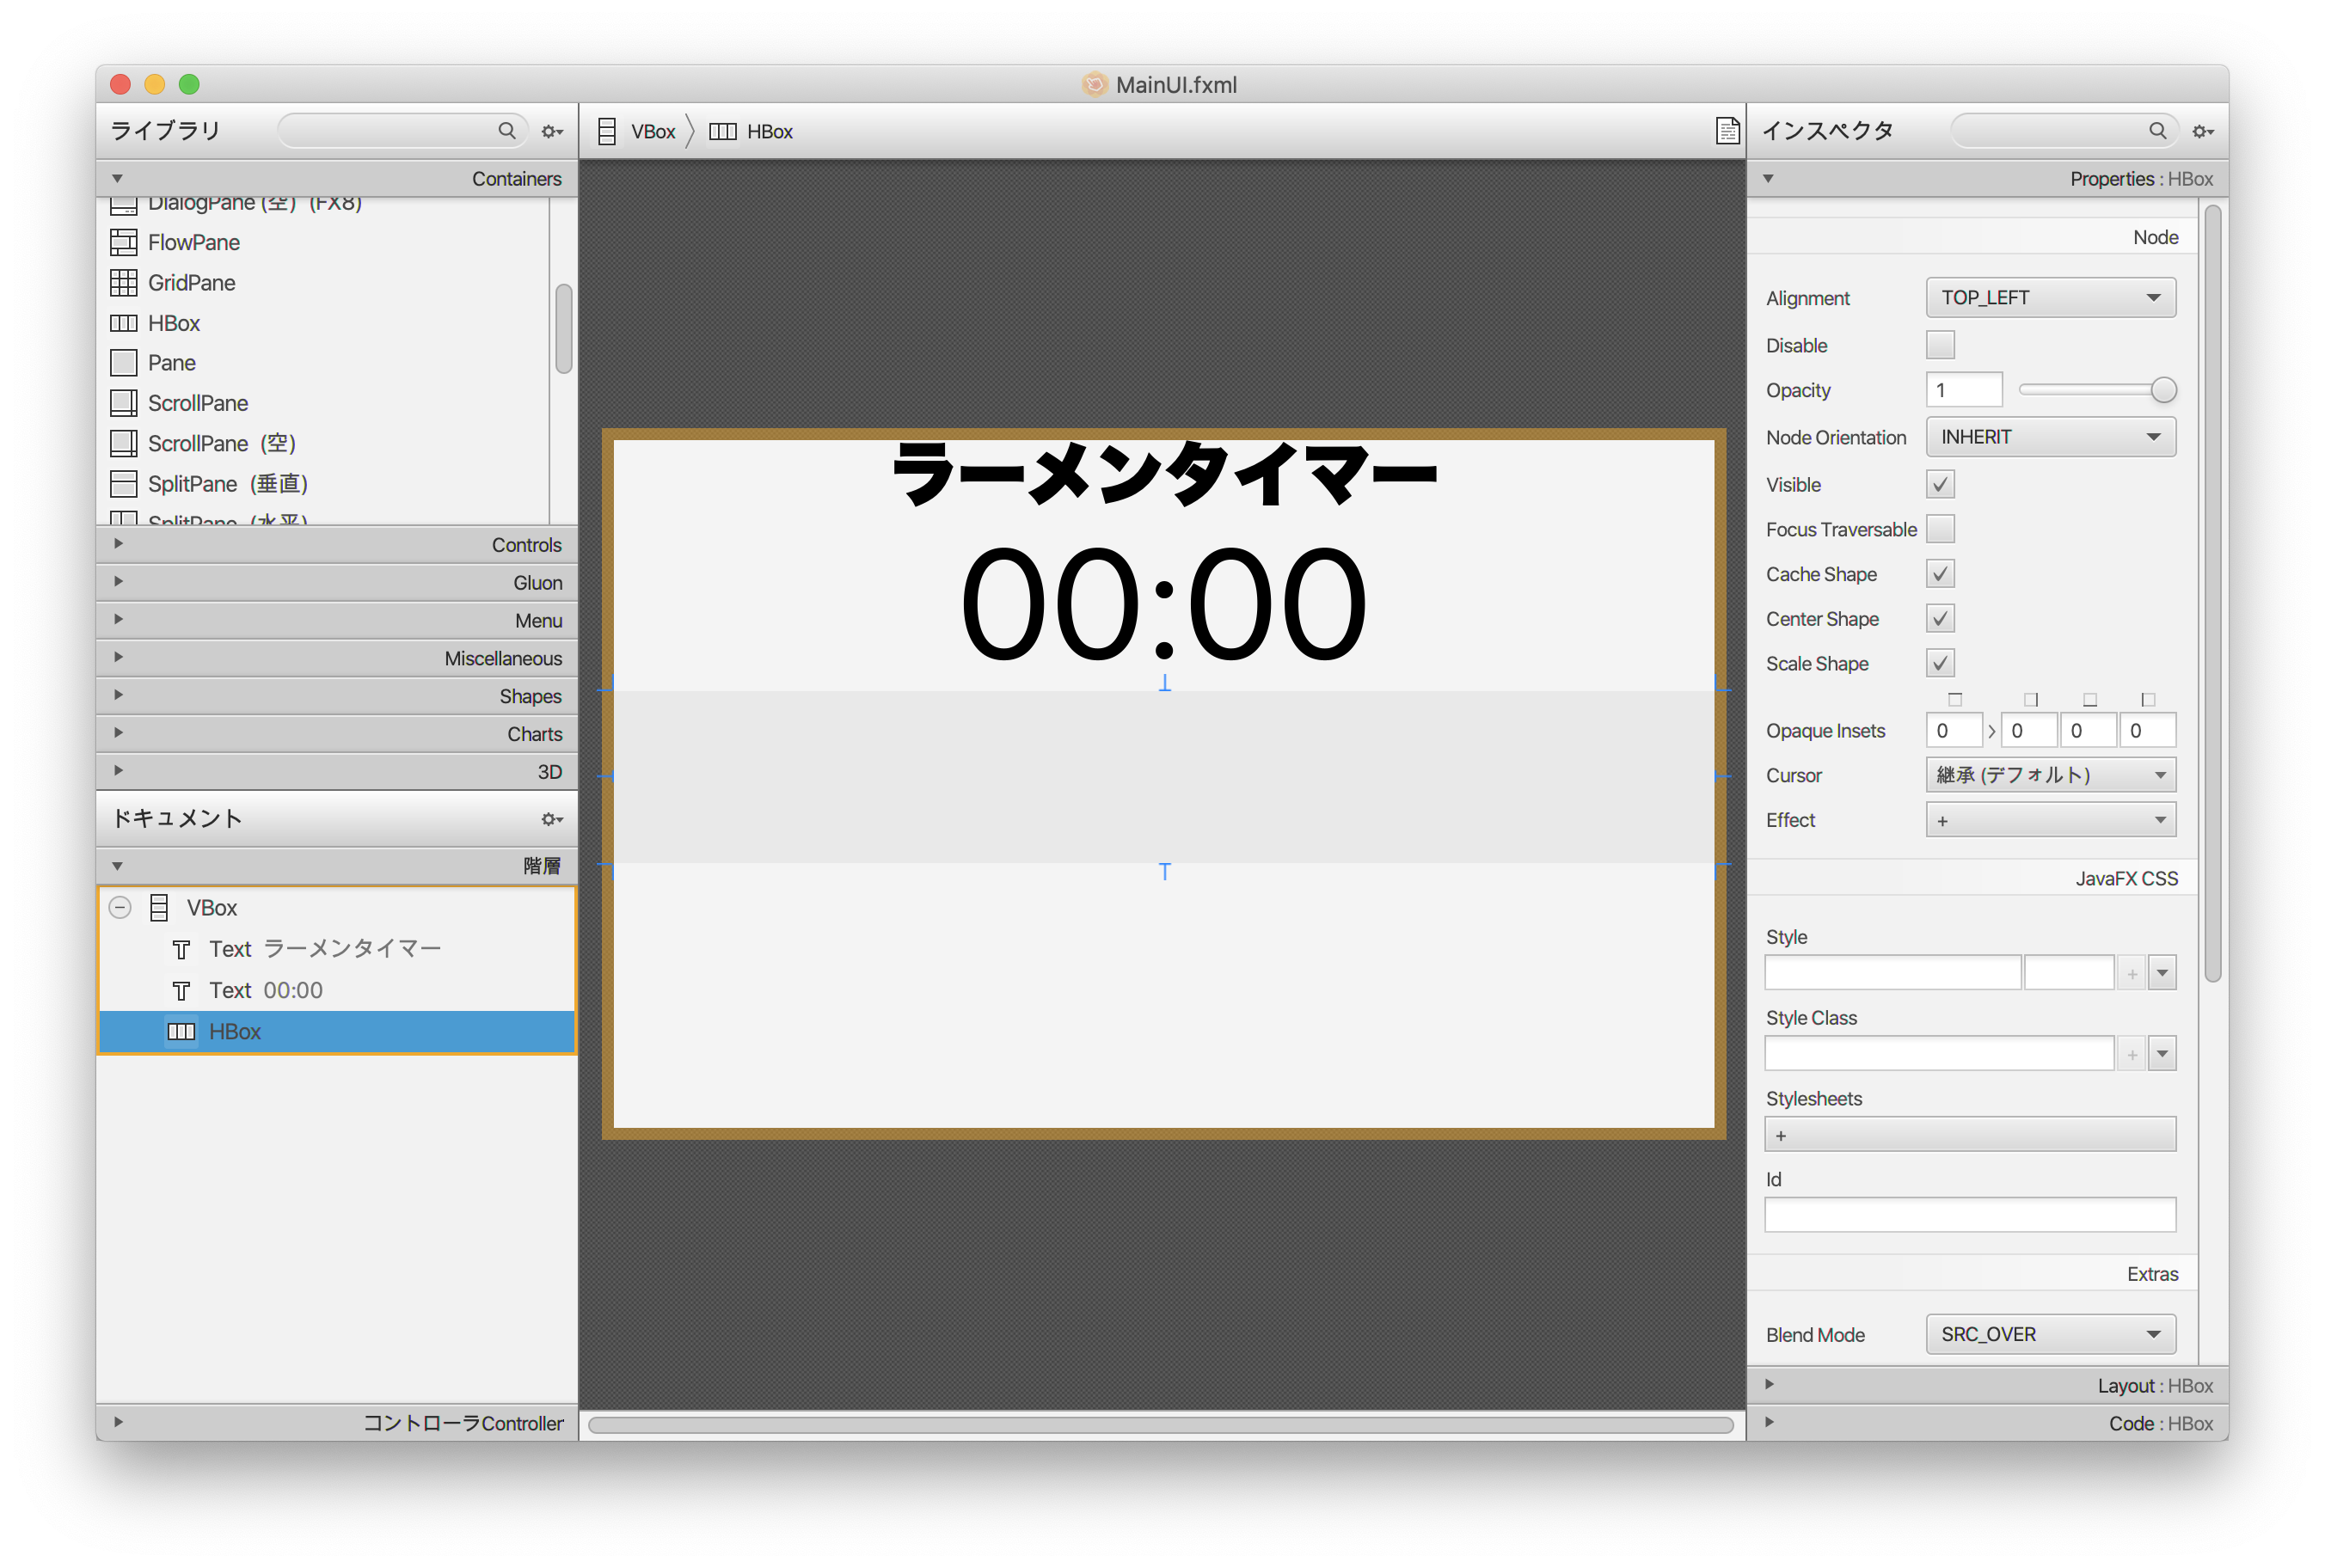 MainUI.fxml
ライブラリ
VBox
HBox
インスペクタ
Containers
Properties : HBox
DialogPane (空) (FX8)
FlowPane
GridPane
HBox
Pane
ScrollPane
ScrollPane (空)
SplitPane (垂直)
SplitPane (水平)
Controls
Gluon
Menu
Miscellaneous
Shapes
Charts
3D
ドキュメント
階層
VBox
Text ラーメンタイマー
Text 00:00
HBox
コントローラController
ラーメンタイマー
00:00
Node
Alignment TOP_LEFT
Disable
Opacity 1
Node Orientation INHERIT
Visible
Focus Traversable
Cache Shape
Center Shape
Scale Shape
Opaque Insets 0 0 0 0
Cursor 継承 (デフォルト)
Effect +
JavaFX CSS
Style
+
Style Class
+
Stylesheets
+
Id
Extras
Blend Mode SRC_OVER
Layout : HBox
Code : HBox